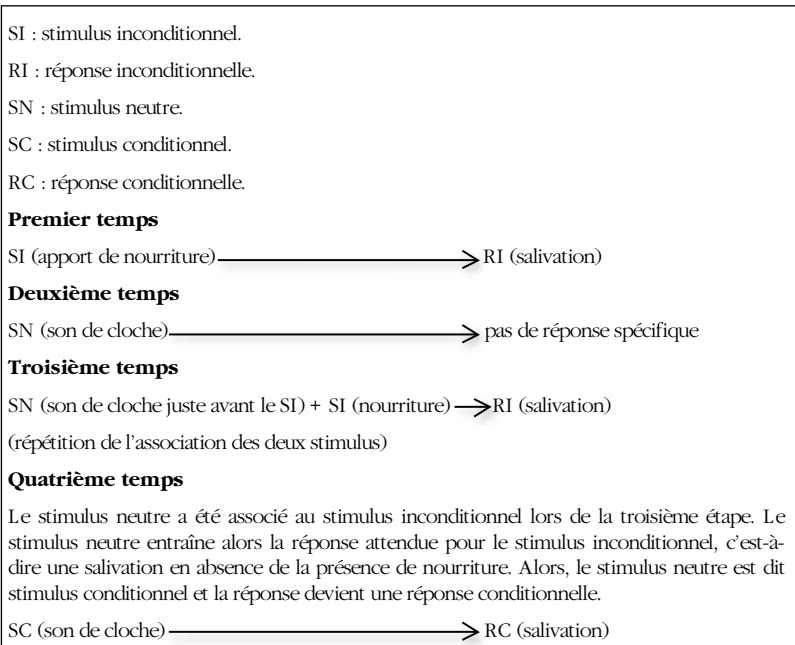 SI : stimulus inconditionnel.
RI : réponse inconditionnelle.
SN : stimulus neutre.
SC : stimulus conditionnel.
RC : réponse conditionnelle.
Premier temps
SI (apport de nourriture) → RI (salivation)
Deuxième temps
SN (son de cloche) → pas de réponse spécifique
Troisième temps
SN (son de cloche juste avant le SI) + SI (nourriture) → RI (salivation)
(répétition de l'association des deux stimulus)
Quatrième temps
Le stimulus neutre a été associé au stimulus inconditionnel lors de la troisième étape. Le
stimulus neutre entraîne alors la réponse attendue pour le stimulus inconditionnel, c'est-à-
dire une salivation en absence de la présence de nourriture. Alors, le stimulus neutre est dit
stimulus conditionnel et la réponse devient une réponse conditionnelle.
SC (son de cloche) → RC (salivation)